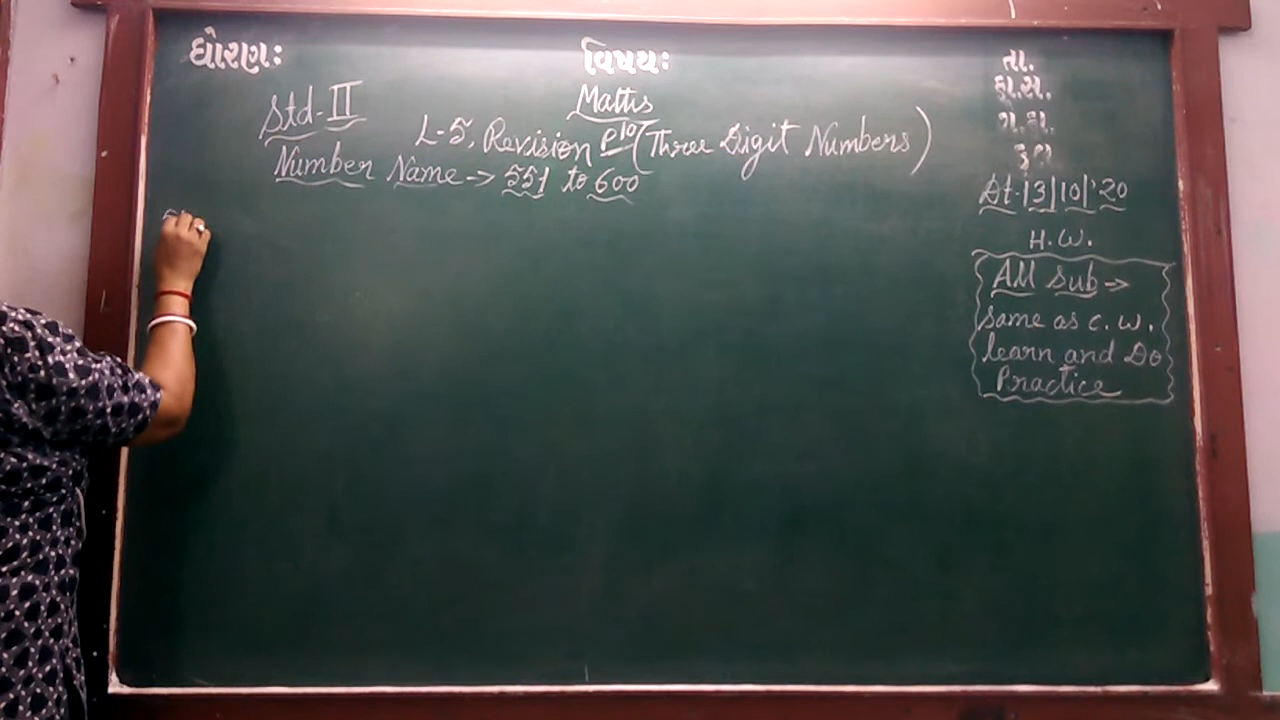 ધોરણઃ
વિષયઃ
તા.
હા.સ.
ગે.હા.
કુલ
Std-II
Maths
L-5, Revision P10 (Three Digit Numbers)
Number Name -> 551 to 600
Dt-13|10|'20
H.W.
All Sub ->
same as c.w.
learn and Do
Practice